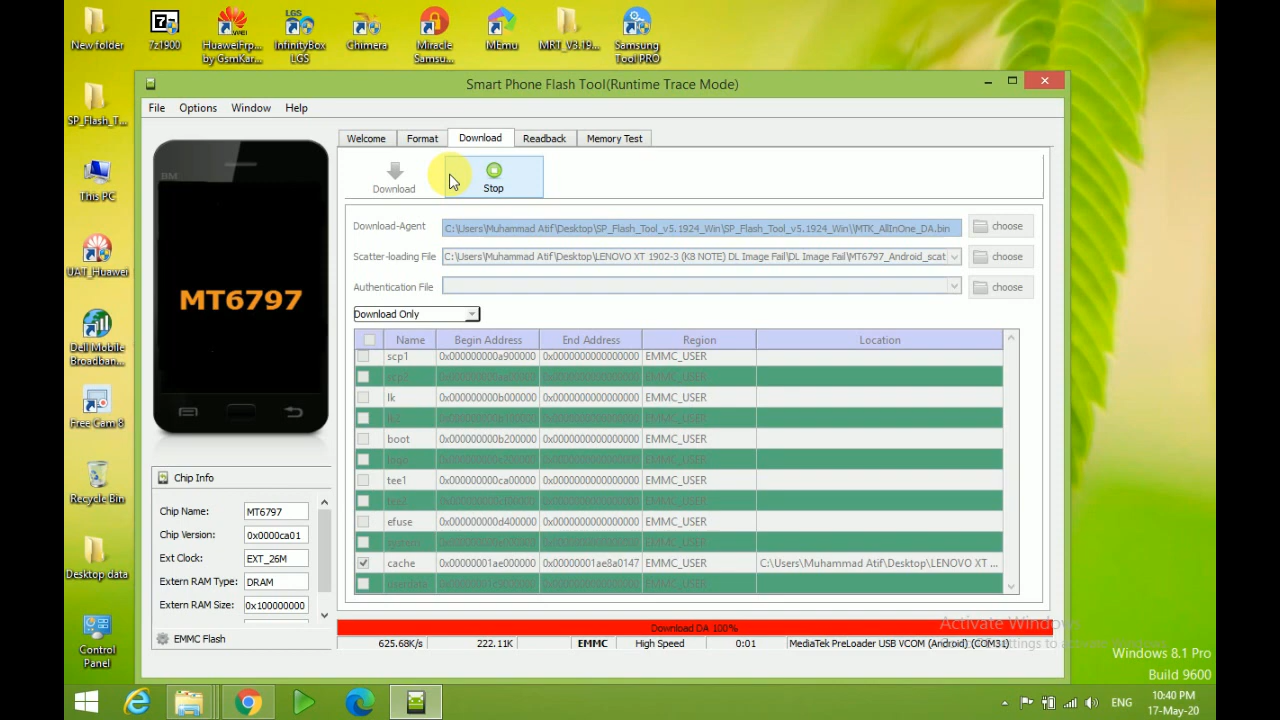 New folder
7z1900
HuaweiFrp... by GsmKar...
InfinityBox LGS
Chimera
Miracle Samsu...
MEmu
MRT_V3.19...
Samsung Tool PRO
Smart Phone Flash Tool(Runtime Trace Mode)
File Options Window Help
SP_Flash_T...
This PC
UAT_Huawei
Dell Mobile Broadban...
Free Cam 8
Recycle Bin
Desktop data
Control Panel
Welcome Format Download Readback Memory Test
Download Stop
BM
MT6797
Download-Agent C:\Users\Muhammad Atif\Desktop\SP_Flash_Tool_v5.1924_Win\SP_Flash_Tool_v5.1924_Win\\MTK_AllInOne_DA.bin choose
Scatter-loading File C:\Users\Muhammad Atif\Desktop\LENOVO XT 1902-3 (K8 NOTE) DL Image Fail\DL Image Fail\MT6797_Android_scat choose
Authentication File choose
Download Only
Name Begin Address End Address Region Location
scp1 0x000000000a900000 0x0000000000000000 EMMC_USER
lk 0x000000000b000000 0x0000000000000000 EMMC_USER
boot 0x000000000b200000 0x0000000000000000 EMMC_USER
tee1 0x000000000ca00000 0x0000000000000000 EMMC_USER
efuse 0x000000000d400000 0x0000000000000000 EMMC_USER
cache 0x00000001ae000000 0x00000001ae8a0147 EMMC_USER C:\Users\Muhammad Atif\Desktop\LENOVO XT ...
Chip Info
Chip Name: MT6797
Chip Version: 0x0000ca01
Ext Clock: EXT_26M
Extern RAM Type: DRAM
Extern RAM Size: 0x100000000
EMMC Flash
Download DA 100%
625.68K/s 222.11K EMMC High Speed 0:01 MediaTek PreLoader USB VCOM (Android) (COM31)
Activate Windows
Windows 8.1 Pro
Build 9600
ENG
10:40 PM
17-May-20